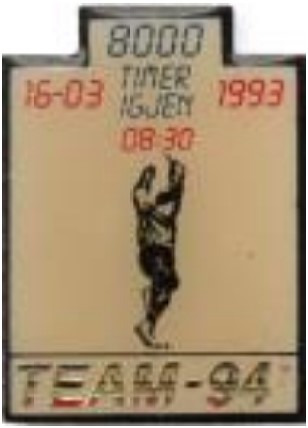 8000
TIMER
IGJEN
16-03 1993
08:30
TEAM-94